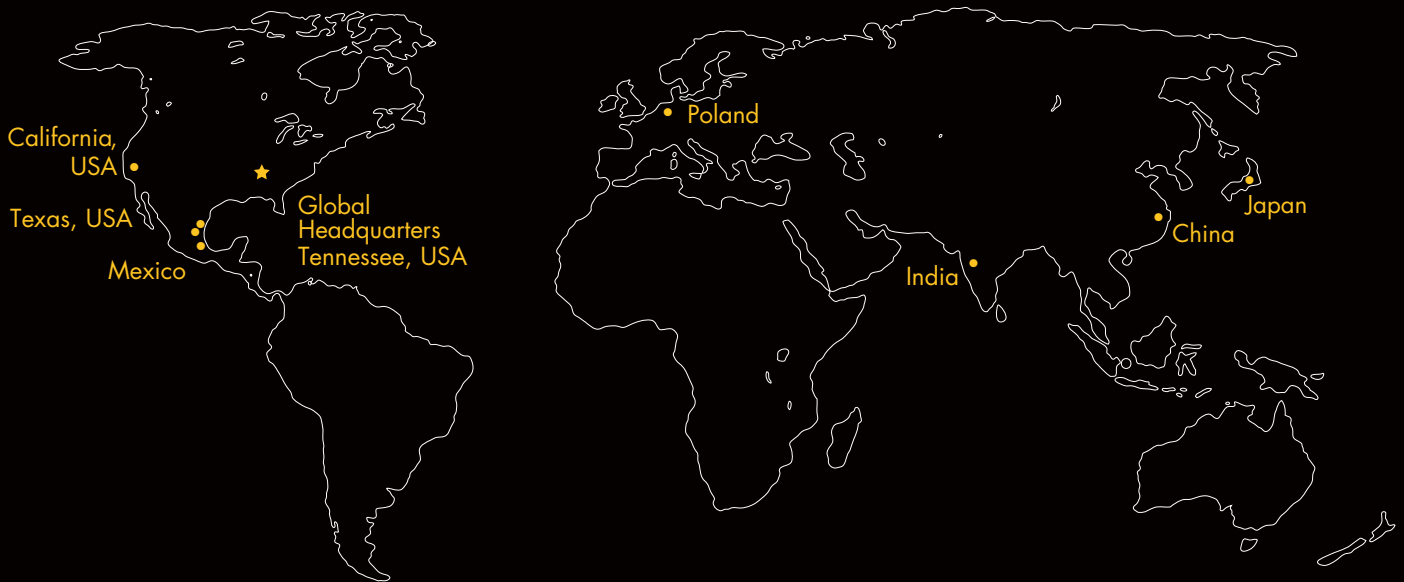 California,
USA
Texas, USA
Mexico
Global
Headquarters
Tennessee, USA
Poland
India
China
Japan